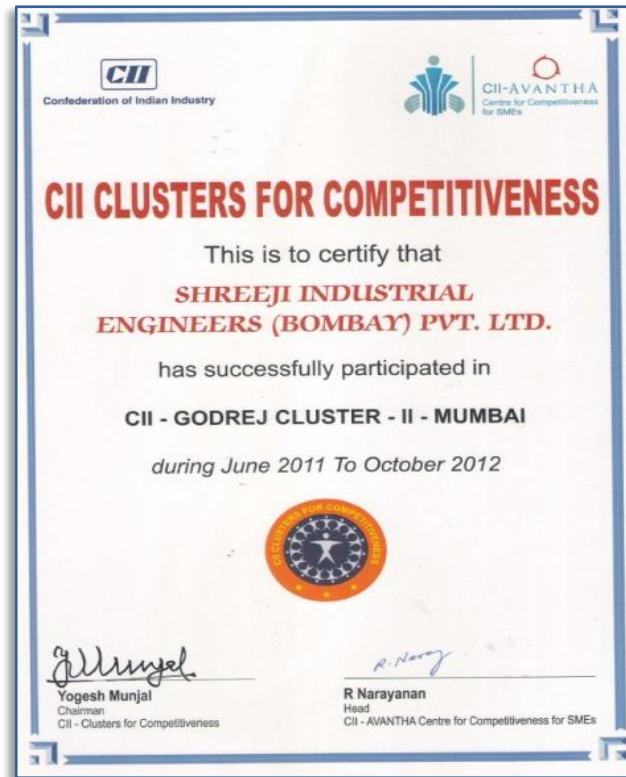 CII
Confederation of Indian Industry
CII-AVANTHA
Centre for Competitiveness
for SMEs
CII CLUSTERS FOR COMPETITIVENESS
This is to certify that
SHREEJI INDUSTRIAL
ENGINEERS (BOMBAY) PVT. LTD.
has successfully participated in
CII - GODREJ CLUSTER - II - MUMBAI
during June 2011 To October 2012
CII CLUSTERS FOR COMPETITIVENESS
Yogesh Munjal
Chairman
CII - Clusters for Competitiveness
R Narayanan
Head
CII - AVANTHA Centre for Competitiveness for SMEs